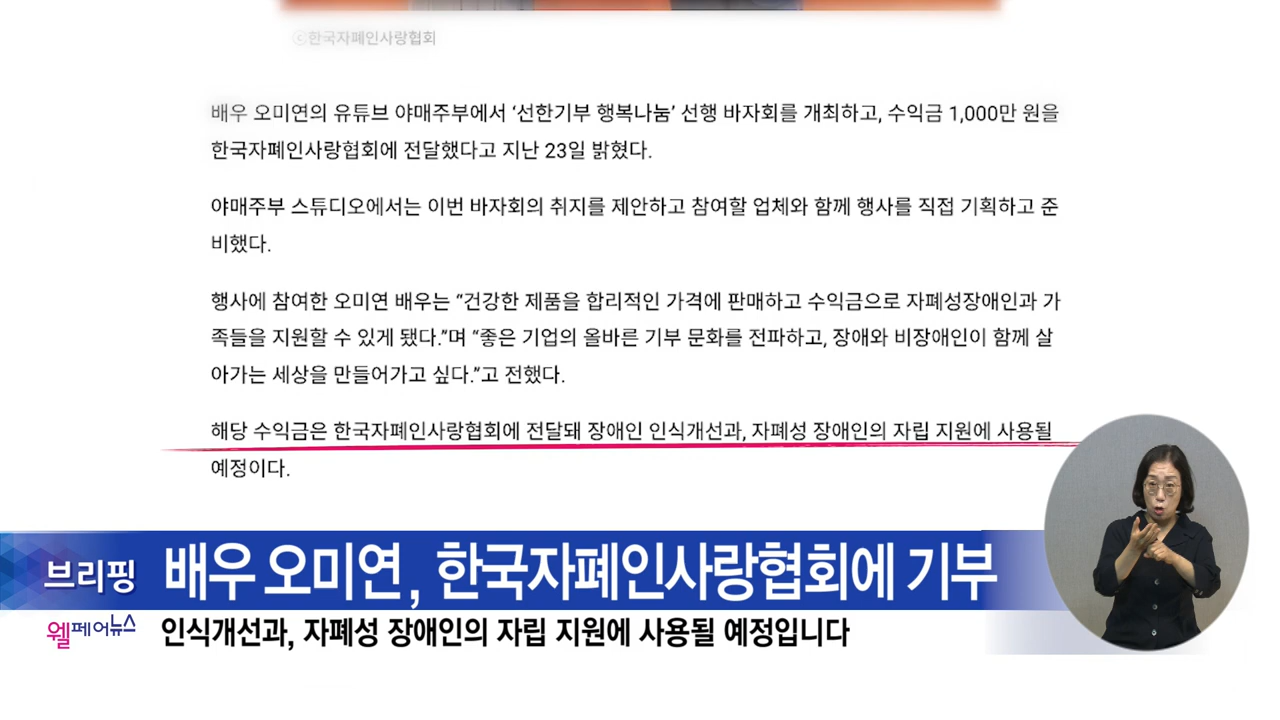 ⓒ한국자폐인사랑협회
배우 오미연의 유튜브 야매주부에서 ‘선한기부 행복나눔’ 선행 바자회를 개최하고, 수익금 1,000만 원을
한국자폐인사랑협회에 전달했다고 지난 23일 밝혔다.
야매주부 스튜디오에서는 이번 바자회의 취지를 제안하고 참여할 업체와 함께 행사를 직접 기획하고 준
비했다.
행사에 참여한 오미연 배우는 “건강한 제품을 합리적인 가격에 판매하고 수익금으로 자폐성장애인과 가
족들을 지원할 수 있게 됐다.”며 “좋은 기업의 올바른 기부 문화를 전파하고, 장애와 비장애인이 함께 살
아가는 세상을 만들어가고 싶다.”고 전했다.
해당 수익금은 한국자폐인사랑협회에 전달돼 장애인 인식개선과, 자폐성 장애인의 자립 지원에 사용될
예정이다.
브리핑 배우 오미연, 한국자폐인사랑협회에 기부
웰페어뉴스 인식개선과, 자폐성 장애인의 자립 지원에 사용될 예정입니다